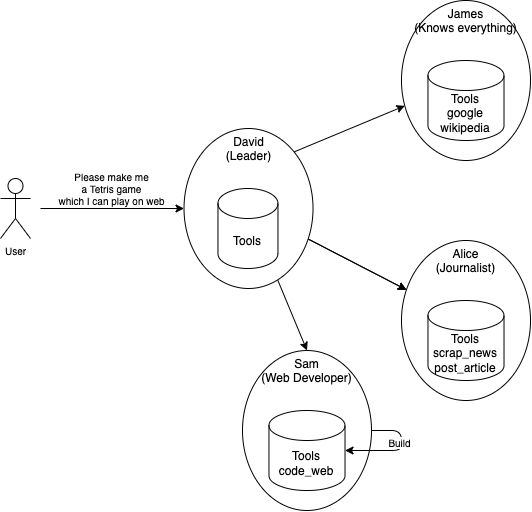 James
(Knows everything)
Tools
google
wikipedia
David
(Leader)
Tools
Please make me
a Tetris game
which I can play on web
User
Alice
(Journalist)
Tools
scrap_news
post_article
Sam
(Web Developer)
Tools
code_web
Build